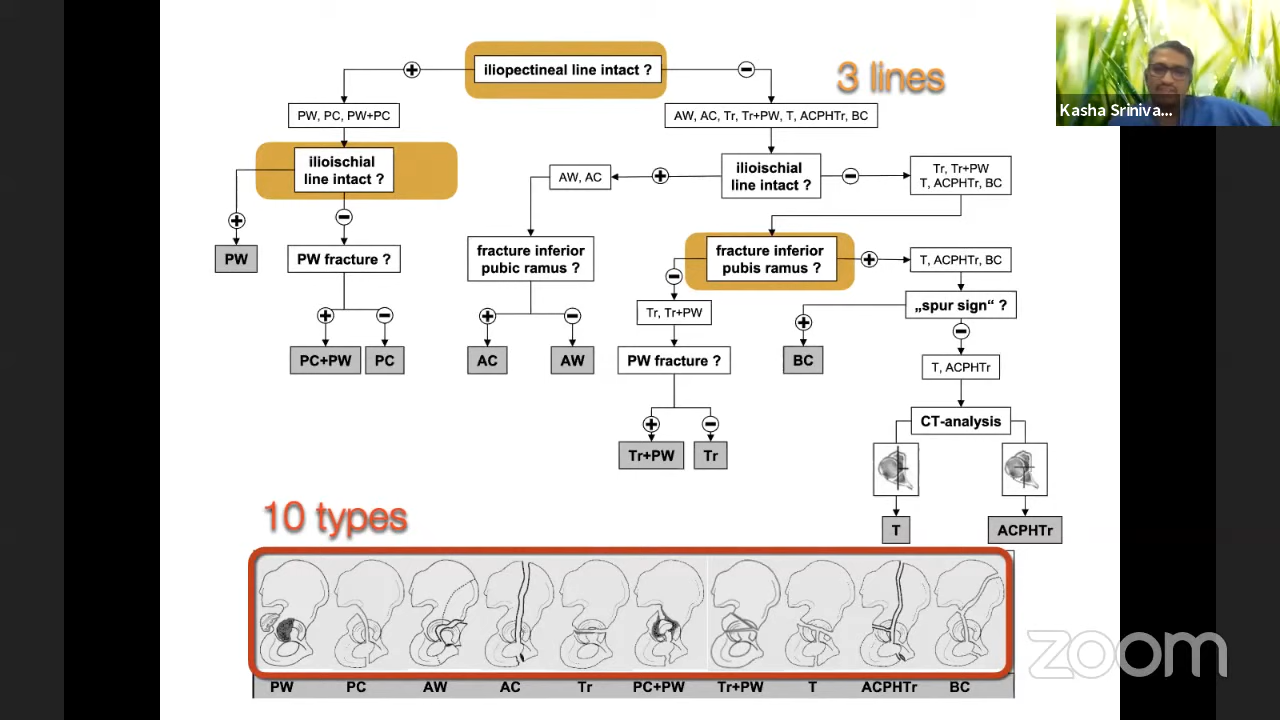 iliopectineal line intact ?
3 lines
Kasha Sriniva...
PW, PC, PW+PC
AW, AC, Tr, Tr+PW, T, ACPHTr, BC
ilioischial
line intact ?
AW, AC
ilioischial
line intact ?
Tr, Tr+PW
T, ACPHTr, BC
PW
PW fracture ?
fracture inferior
pubic ramus ?
fracture inferior
pubis ramus ?
T, ACPHTr, BC
„spur sign“ ?
Tr, Tr+PW
PC+PW
PC
AC
AW
PW fracture ?
BC
T, ACPHTr
CT-analysis
Tr+PW
Tr
T
ACPHTr
10 types
PW
PC
AW
AC
Tr
PC+PW
Tr+PW
T
ACPHTr
BC
zoom